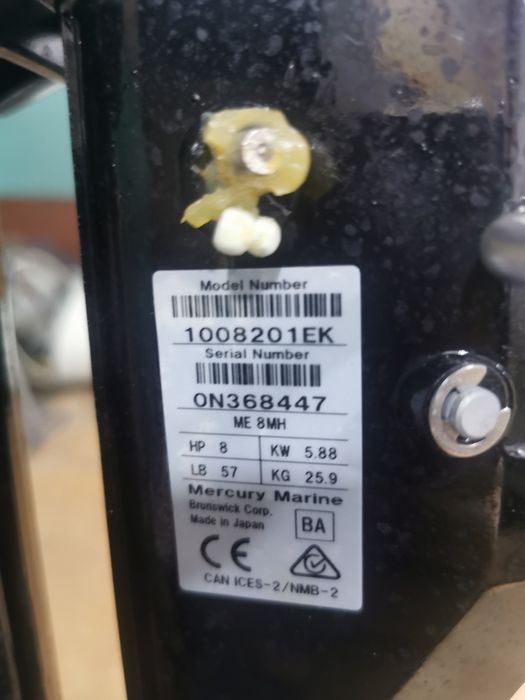 Model Number
1008201EK
Serial Number
0N368447
ME 8MH
HP 8 KW 5.88
LB 57 KG 25.9
Mercury Marine
Brunswick Corp.
Made in Japan
BA
CE
CAN ICES-2/NMB-2